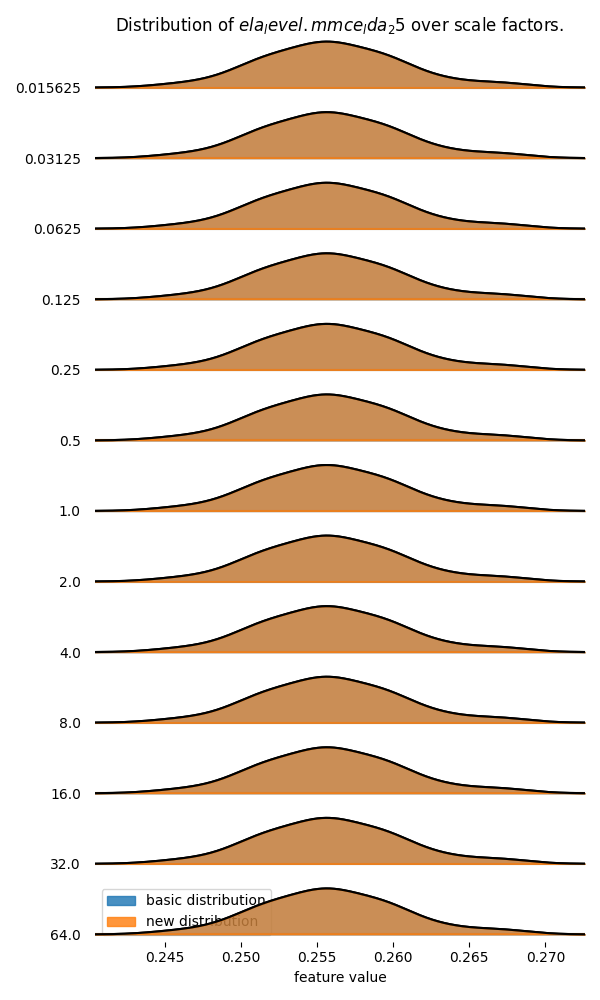 Distribution of ela_level.mmce_lda_25 over scale factors.
0.015625
0.03125
0.0625
0.125
0.25
0.5
1.0
2.0
4.0
8.0
16.0
32.0
basic distribution
new distribution
64.0
0.245 0.250 0.255 0.260 0.265 0.270
feature value